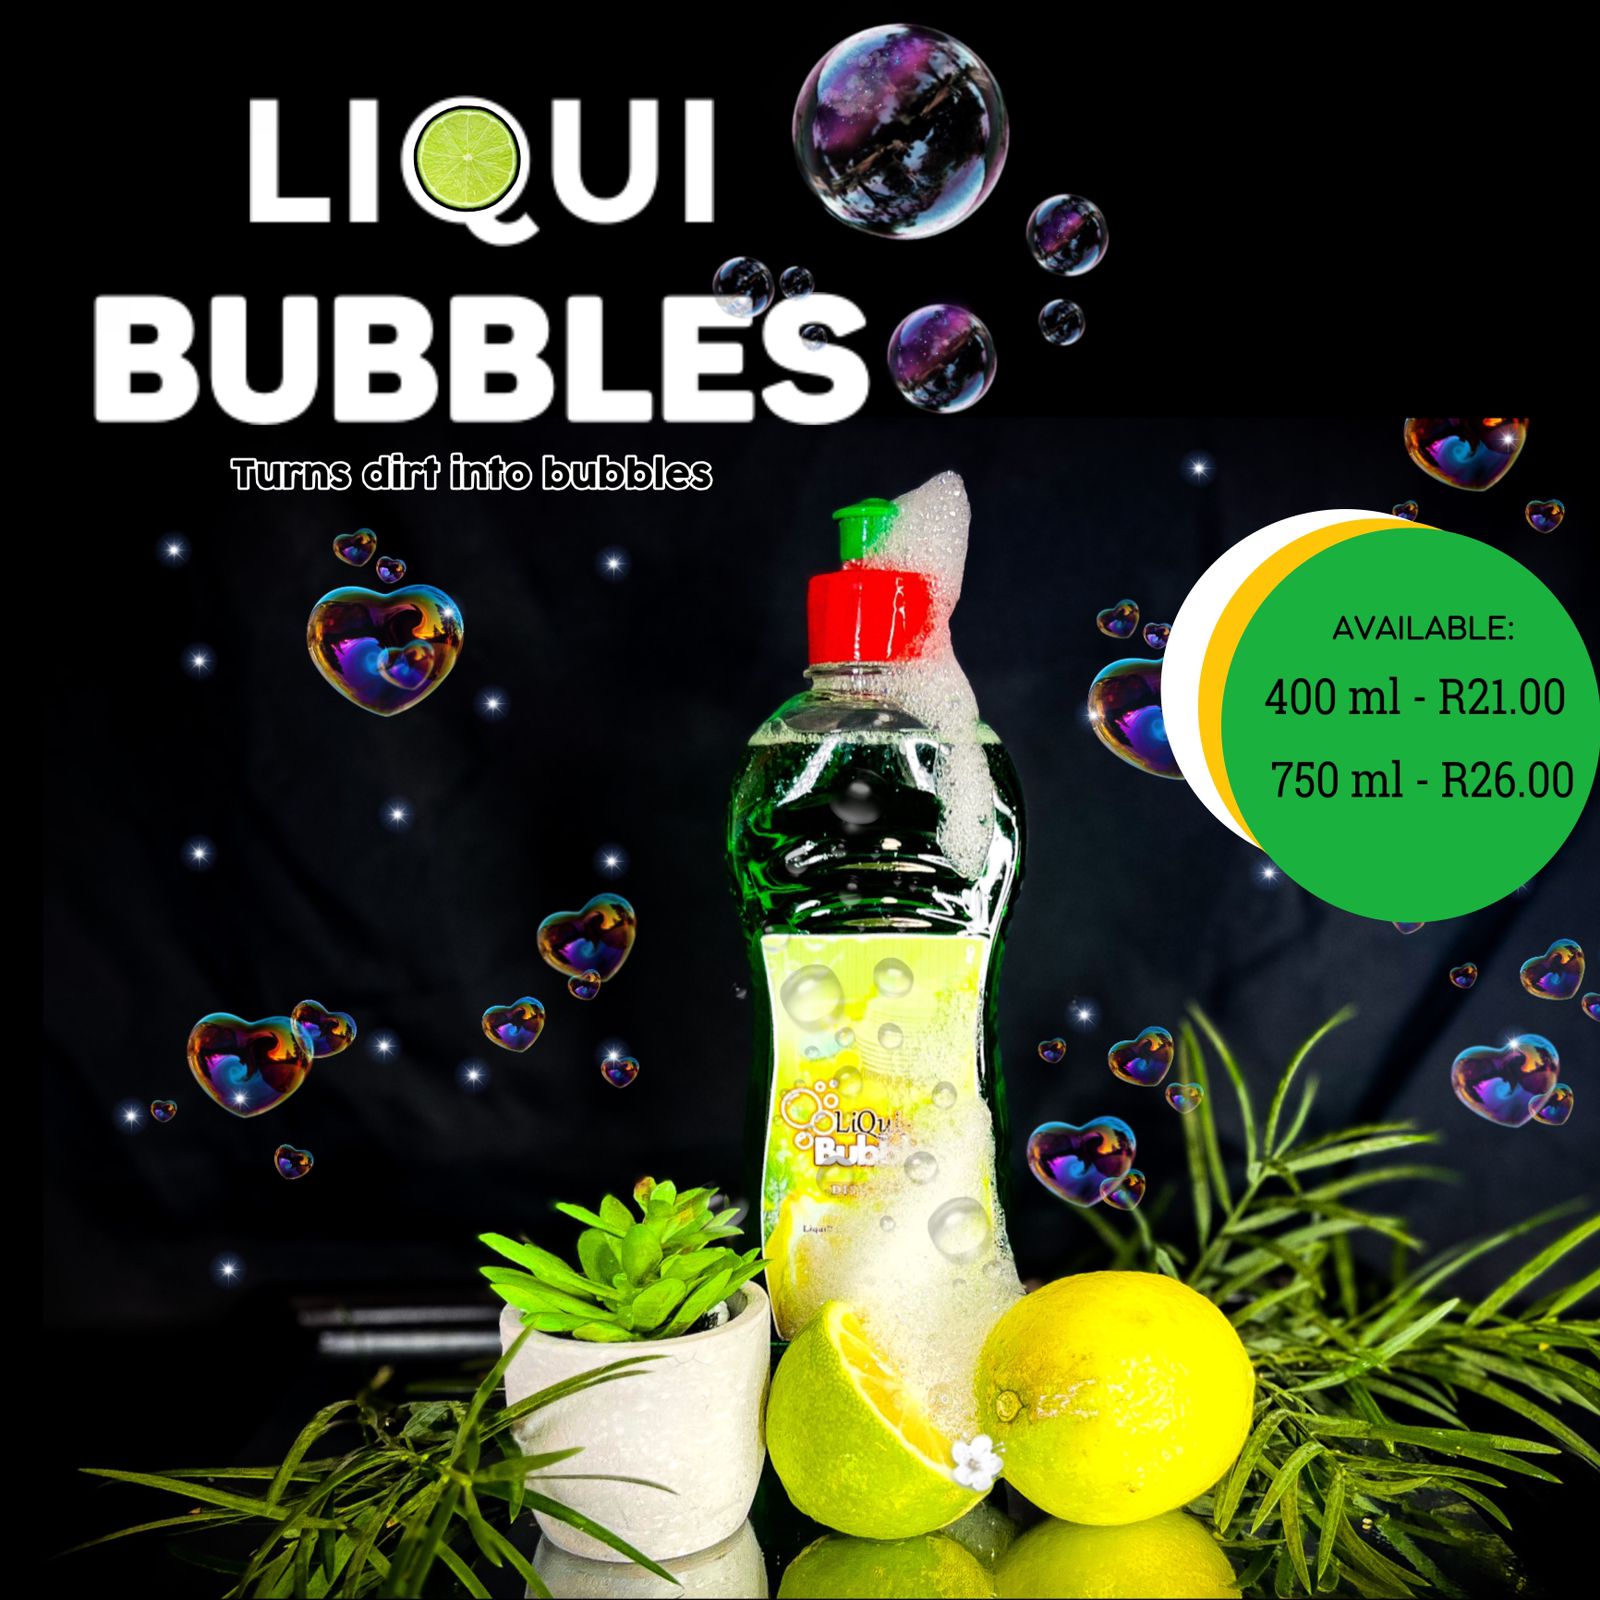 LIQUI
BUBBLES
Turns dirt into bubbles
AVAILABLE:
400 ml - R21.00
750 ml - R26.00